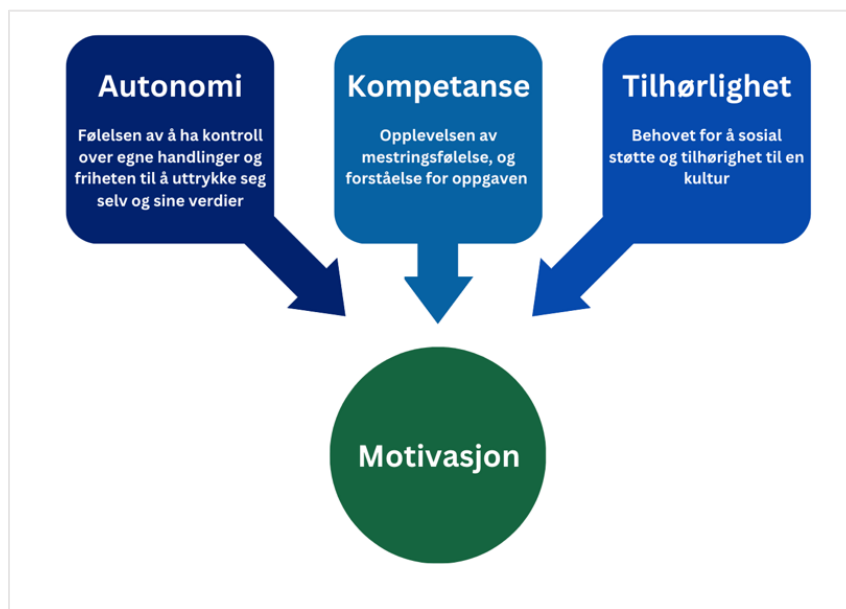 Autonomi
Følelsen av å ha kontroll
over egne handlinger og
friheten til å uttrykke seg
selv og sine verdier
Kompetanse
Opplevelsen av
mestringsfølelse, og
forståelse for oppgaven
Tilhørlighet
Behovet for å sosial
støtte og tilhørighet til en
kultur
Motivasjon